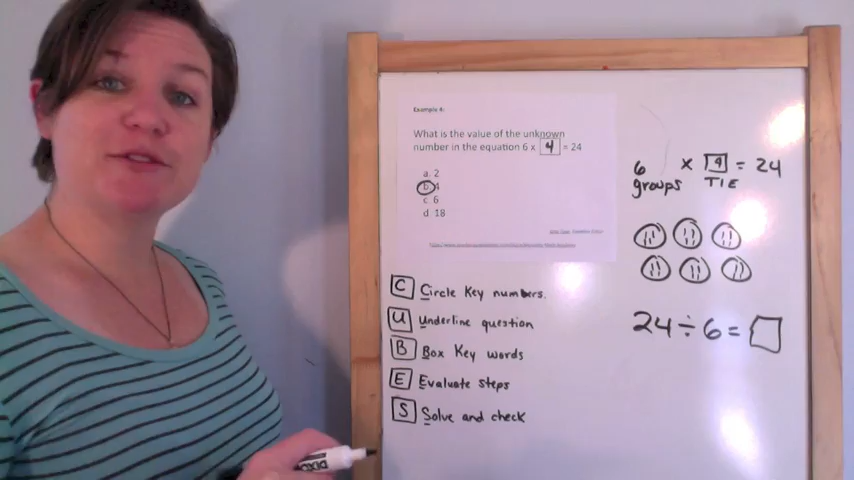 Example 4:
What is the value of the unknown
number in the equation 6 x 4 = 24
a. 2
b. 4
c. 6
d. 18
6 x 4 = 24
groups TIE
24 ÷ 6 =
C Circle Key numbers.
U Underline question
B Box Key words
E Evaluate steps
S Solve and check